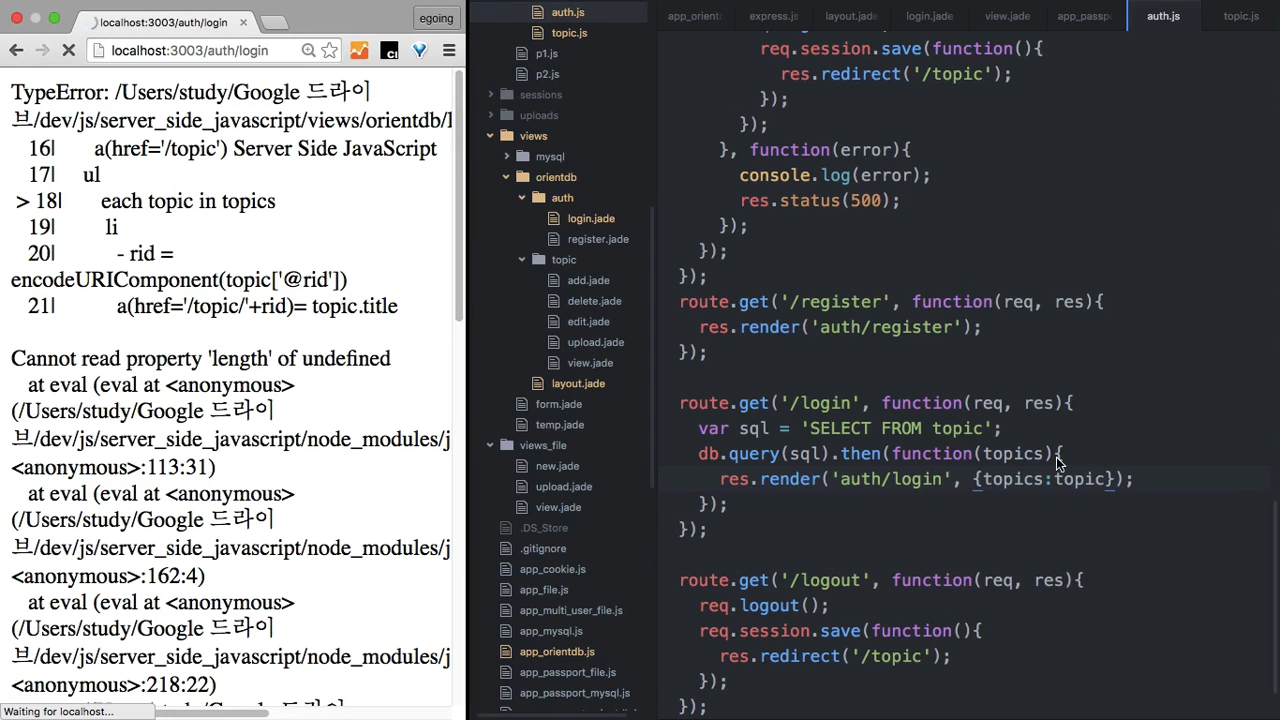 localhost:3003/auth/login
egoing
localhost:3003/auth/login
TypeError: /Users/study/Google 드라이
브/dev/js/server_side_javascript/views/orientdb/l
16| a(href='/topic') Server Side JavaScript
17| ul
> 18| each topic in topics
19| li
20| - rid =
encodeURIComponent(topic['@rid'])
21| a(href='/topic/'+rid)= topic.title
Cannot read property 'length' of undefined
at eval (eval at <anonymous>
(/Users/study/Google 드라이
브/dev/js/server_side_javascript/node_modules/j
<anonymous>:113:31)
at eval (eval at <anonymous>
(/Users/study/Google 드라이
브/dev/js/server_side_javascript/node_modules/j
<anonymous>:162:4)
at eval (eval at <anonymous>
(/Users/study/Google 드라이
브/dev/js/server_side_javascript/node_modules/j
<anonymous>:218:22)
Waiting for localhost...
auth.js
topic.js
p1.js
p2.js
sessions
uploads
views
mysql
orientdb
auth
login.jade
register.jade
topic
add.jade
delete.jade
edit.jade
upload.jade
view.jade
layout.jade
form.jade
temp.jade
views_file
new.jade
upload.jade
view.jade
.DS_Store
.gitignore
app_cookie.js
app_file.js
app_multi_user_file.js
app_mysql.js
app_orientdb.js
app_passport_file.js
app_passport_mysql.js
app_orient
express.js
layout.jade
login.jade
view.jade
app_passp
auth.js
topic.js
req.session.save(function(){
res.redirect('/topic');
});
});
}, function(error){
console.log(error);
res.status(500);
});
});
});
route.get('/register', function(req, res){
res.render('auth/register');
});
route.get('/login', function(req, res){
var sql = 'SELECT FROM topic';
db.query(sql).then(function(topics){
res.render('auth/login', {topics:topic});
});
});
route.get('/logout', function(req, res){
req.logout();
req.session.save(function(){
res.redirect('/topic');
});
});